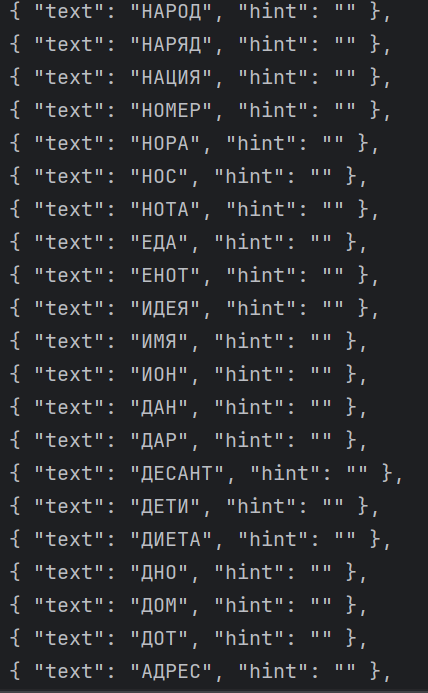 { "text": "НАРОД", "hint": "" },
{ "text": "НАРЯД", "hint": "" },
{ "text": "НАЦИЯ", "hint": "" },
{ "text": "НОМЕР", "hint": "" },
{ "text": "НОРА", "hint": "" },
{ "text": "НОС", "hint": "" },
{ "text": "НОТА", "hint": "" },
{ "text": "ЕДА", "hint": "" },
{ "text": "ЕНОТ", "hint": "" },
{ "text": "ИДЕЯ", "hint": "" },
{ "text": "ИМЯ", "hint": "" },
{ "text": "ИОН", "hint": "" },
{ "text": "ДАН", "hint": "" },
{ "text": "ДАР", "hint": "" },
{ "text": "ДЕСАНТ", "hint": "" },
{ "text": "ДЕТИ", "hint": "" },
{ "text": "ДИЕТА", "hint": "" },
{ "text": "ДНО", "hint": "" },
{ "text": "ДОМ", "hint": "" },
{ "text": "ДОТ", "hint": "" },
{ "text": "АДРЕС", "hint": "" },